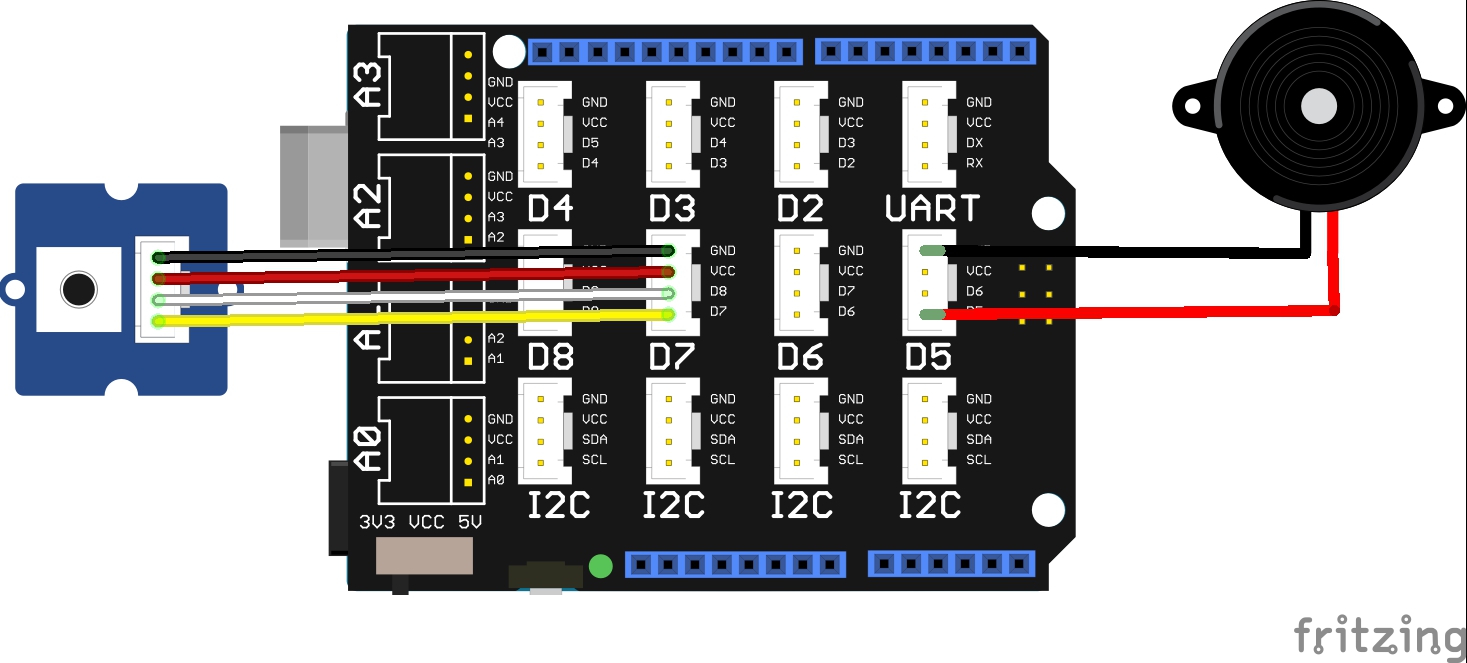 A3
GND
VCC
A4
A3
A2
GND
VCC
A3
A2
A
A2
A1
A0
GND
VCC
A1
A0
3V3 VCC 5V
GND
VCC
D5
D4
D4
GND
VCC
D4
D3
D3
GND
VCC
D3
D2
D2
GND
VCC
DX
RX
UART
D8
GND
VCC
D8
D7
D7
GND
VCC
D7
D6
D6
VCC
D6
D5
GND
VCC
SDA
SCL
I2C
GND
VCC
SDA
SCL
I2C
GND
VCC
SDA
SCL
I2C
GND
VCC
SDA
SCL
I2C
fritzing